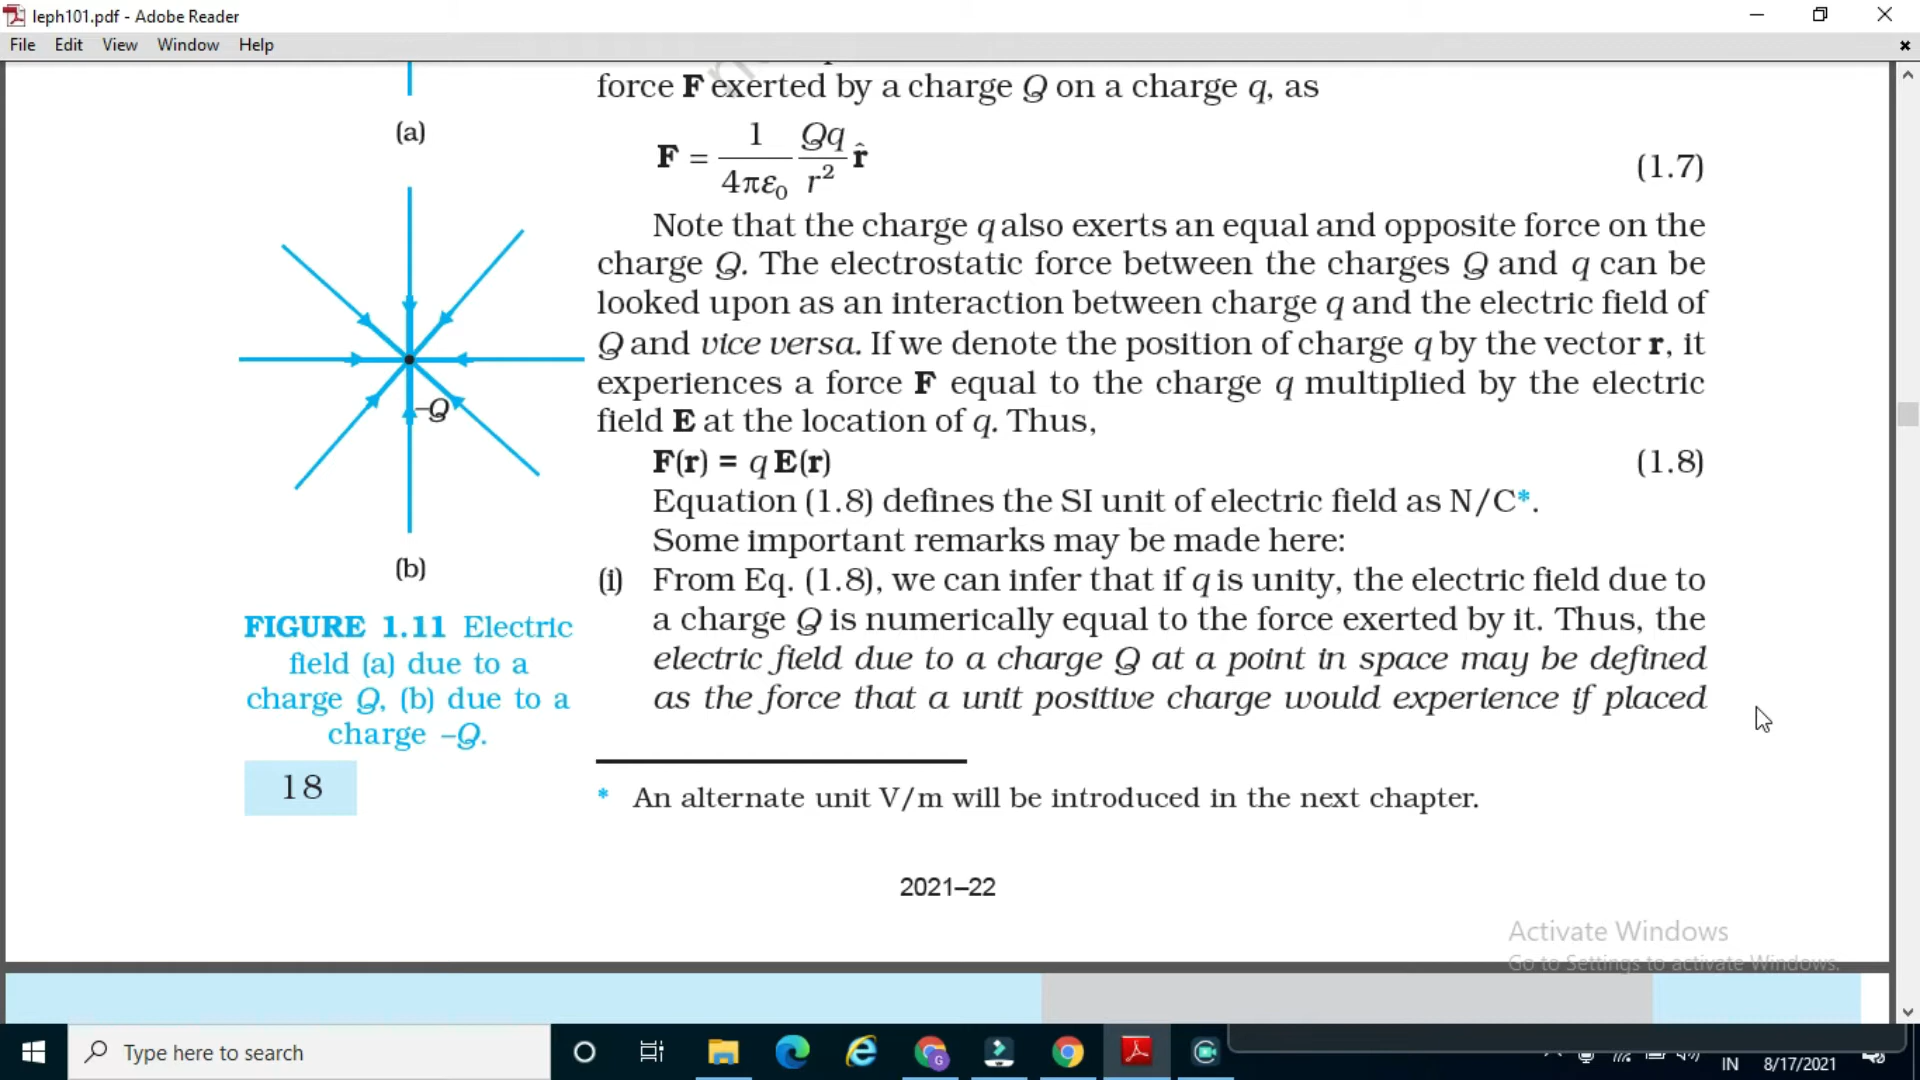 leph101.pdf - Adobe Reader
File Edit View Window Help
force F exerted by a charge Q on a charge q, as
(a)
F = 1/4πε₀ Qq/r² r̂ (1.7)
Note that the charge q also exerts an equal and opposite force on the
charge Q. The electrostatic force between the charges Q and q can be
looked upon as an interaction between charge q and the electric field of
Q and vice versa. If we denote the position of charge q by the vector r, it
experiences a force F equal to the charge q multiplied by the electric
field E at the location of q. Thus,
–Q
F(r) = q E(r) (1.8)
Equation (1.8) defines the SI unit of electric field as N/C*.
Some important remarks may be made here:
(b)
(i) From Eq. (1.8), we can infer that if q is unity, the electric field due to
a charge Q is numerically equal to the force exerted by it. Thus, the
electric field due to a charge Q at a point in space may be defined
as the force that a unit positive charge would experience if placed
FIGURE 1.11 Electric
field (a) due to a
charge Q, (b) due to a
charge –Q.
18
* An alternate unit V/m will be introduced in the next chapter.
2021–22
Activate Windows
Go to Settings to activate Windows.
Type here to search
IN 8/17/2021